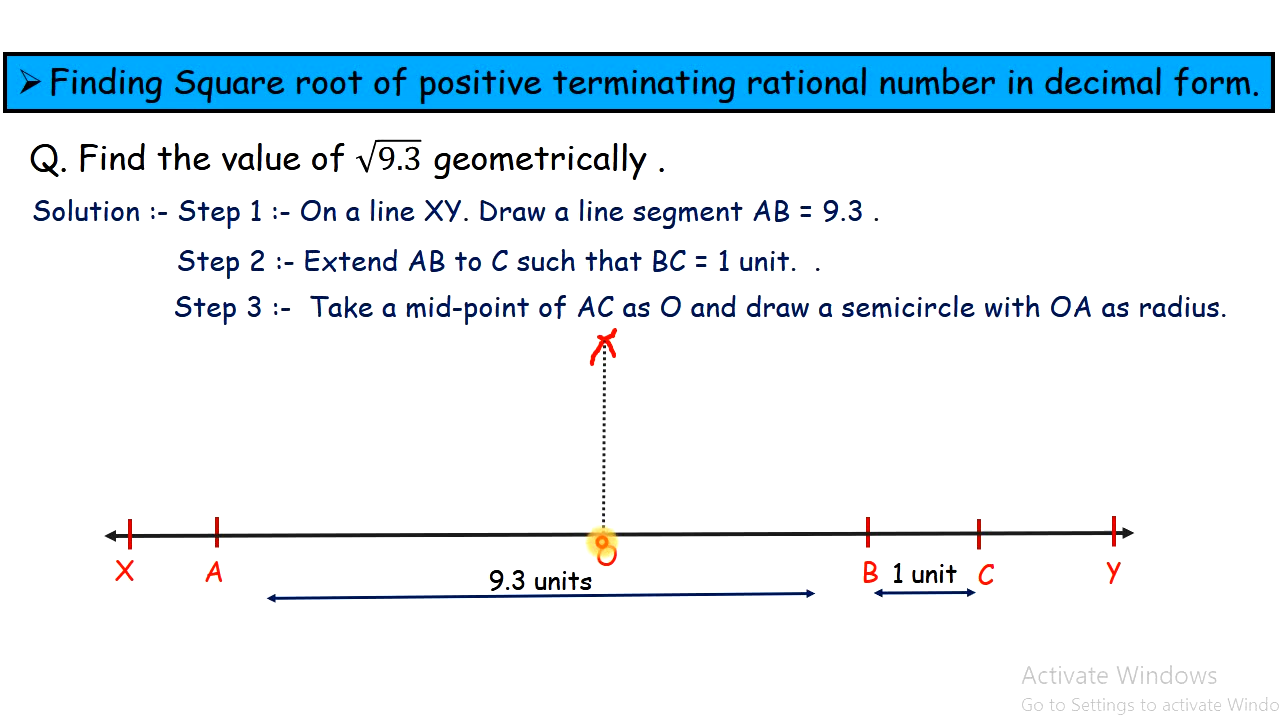 ➢ Finding Square root of positive terminating rational number in decimal form.
Q. Find the value of √9.3 geometrically .
Solution :- Step 1 :- On a line XY. Draw a line segment AB = 9.3 .
Step 2 :- Extend AB to C such that BC = 1 unit. .
Step 3 :- Take a mid-point of AC as O and draw a semicircle with OA as radius.
X A O B 1 unit C Y
9.3 units
Activate Windows
Go to Settings to activate Windo